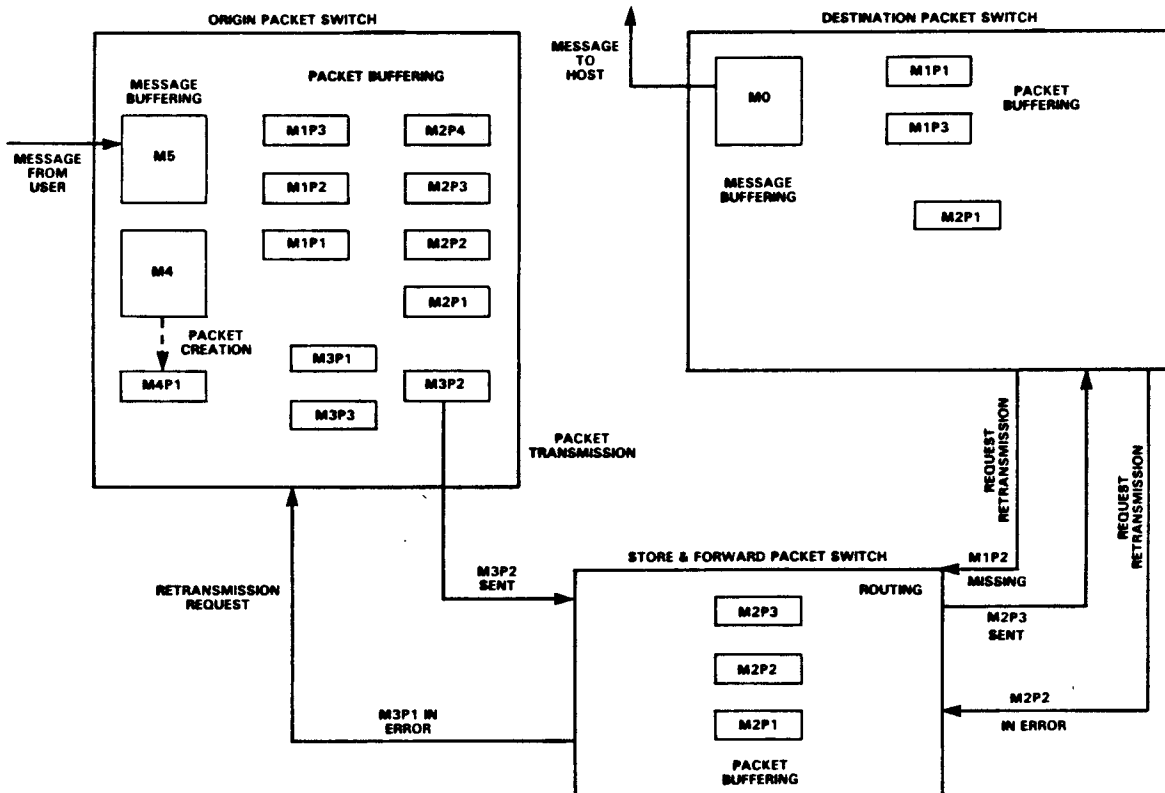 ORIGIN PACKET SWITCH
MESSAGE
BUFFERING
PACKET BUFFERING
MESSAGE
FROM
USER
M5
M4
PACKET
CREATION
M4P1
M1P3
M1P2
M1P1
M2P4
M2P3
M2P2
M2P1
M3P1
M3P3
M3P2
PACKET
TRANSMISSION
DESTINATION PACKET SWITCH
MESSAGE
TO
HOST
M0
MESSAGE
BUFFERING
M1P1
M1P3
PACKET
BUFFERING
M2P1
REQUEST
RETRANSMISSION
REQUEST
RETRANSMISSION
STORE & FORWARD PACKET SWITCH
RETRANSMISSION
REQUEST
M3P2
SENT
M3P1 IN
ERROR
ROUTING
M2P3
M2P2
M2P1
PACKET
BUFFERING
M1P2
MISSING
M2P3
SENT
M2P2
IN ERROR